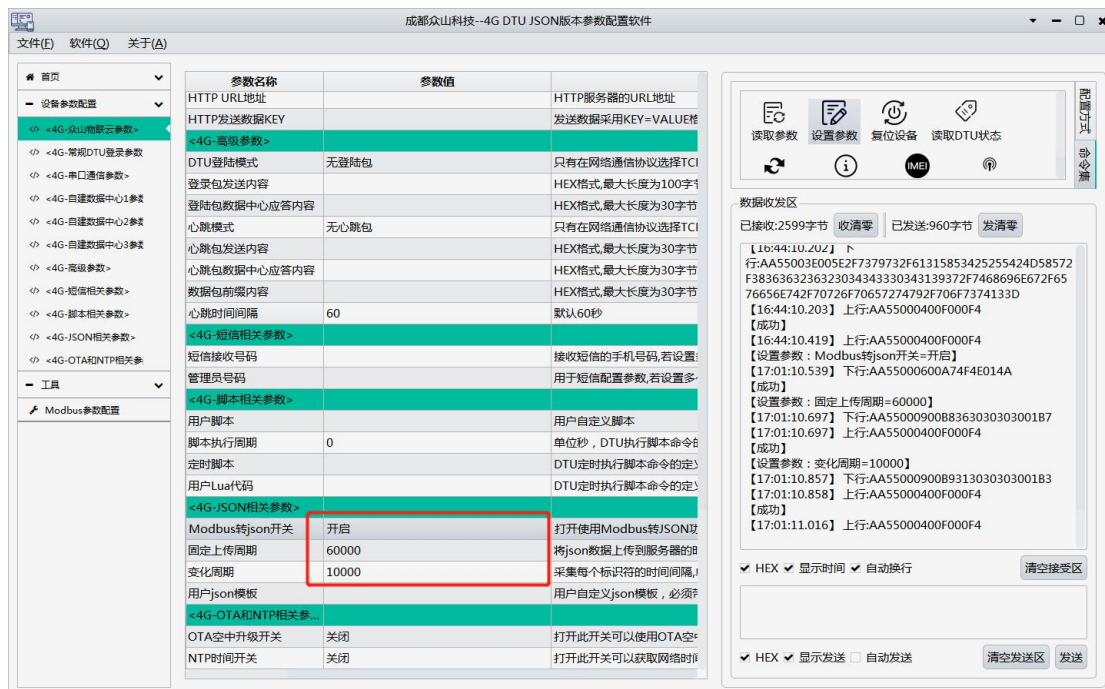 成都众山科技--4G DTU JSON版本参数配置软件
文件(F) 软件(Q) 关于(A)
首页
设备参数配置
<4G-众山物联云参数>
<4G-常规DTU登录参数
<4G-串口通信参数>
<4G-自建数据中心1参数
<4G-自建数据中心2参数
<4G-自建数据中心3参数
<4G-高级参数>
<4G-短信相关参数>
<4G-脚本相关参数>
<4G-JSON相关参数>
<4G-OTA和NTP相关参
工具
Modbus参数配置
参数名称 参数值
HTTP URL地址 HTTP服务器的URL地址
HTTP发送数据KEY 发送数据采用KEY=VALUE格
<4G-高级参数>
DTU登陆模式 无登陆包 只有在网络通信协议选择TCI
登录包发送内容 HEX格式,最大长度为100字节
登陆包数据中心应答内容 HEX格式,最大长度为30字节
心跳模式 无心跳包 只有在网络通信协议选择TCI
心跳包发送内容 HEX格式,最大长度为30字节
心跳包数据中心应答内容 HEX格式,最大长度为30字节
数据包前缀内容 HEX格式,最大长度为30字节
心跳时间间隔 60 默认60秒
<4G-短信相关参数>
短信接收号码 接收短信的手机号码,若设置
管理员号码 用于短信配置参数,若设置多
<4G-脚本相关参数>
用户脚本 用户自定义脚本
脚本执行周期 0 单位秒，DTU执行脚本命令的
定时脚本 DTU定时执行脚本命令的定义
用户Lua代码 DTU定时执行脚本命令的定义
<4G-JSON相关参数>
Modbus转json开关 开启 打开使用Modbus转JSON功
固定上传周期 60000 将json数据上传到服务器的时
变化周期 10000 采集每个标识符的时间间隔,
用户json模板 用户自定义json模板，必须符
<4G-OTA和NTP相关参...
OTA空中升级开关 关闭 打开此开关可以使用OTA空中
NTP时间开关 关闭 打开此开关可以获取网络时间
读取参数 设置参数 复位设备 读取DTU状态
IMEI
配置方式
命令集
数据收发区
已接收:2599字节 收清零 已发送:960字节 发清零
【16:44:10.202】下
行:AA55003E005E2F7379732F61315853425255424D58572
F383636323632303434333034313937​2F7468696E672F65
76656E742F70726F70657274792F706F7374133D
【16:44:10.203】上行:AA55000400F000F4
【成功】
【16:44:10.419】上行:AA55000400F000F4
【设置参数：Modbus转json开关=开启】
【17:01:10.539】下行:AA55000600A74F4E014A
【成功】
【设置参数：固定上传周期=60000】
【17:01:10.697】下行:AA55000900B8363030303001B7
【17:01:10.697】上行:AA55000400F000F4
【成功】
【设置参数：变化周期=10000】
【17:01:10.857】下行:AA55000900B9313030303001B3
【17:01:10.858】上行:AA55000400F000F4
【成功】
【17:01:11.016】上行:AA55000400F000F4
HEX 显示时间 自动换行 清空接受区
HEX 显示发送 自动发送 清空发送区 发送